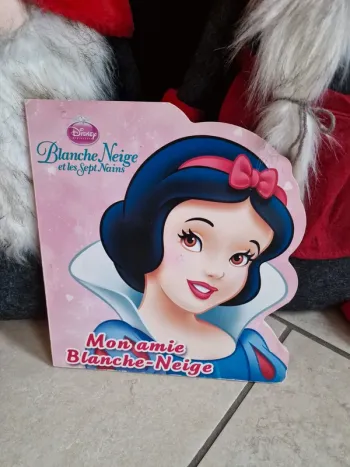 Disney
Blanche Neige
et les Sept Nains
Mon amie
Blanche-Neige